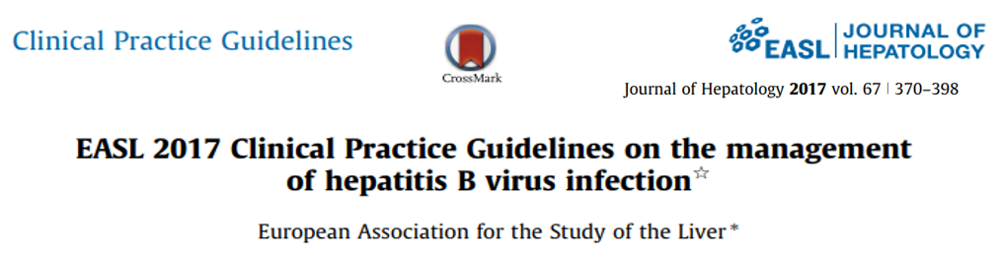 Clinical Practice Guidelines
CrossMark
EASL
JOURNAL OF
HEPATOLOGY
Journal of Hepatology 2017 vol. 67 | 370–398
EASL 2017 Clinical Practice Guidelines on the management
of hepatitis B virus infection☆
European Association for the Study of the Liver*